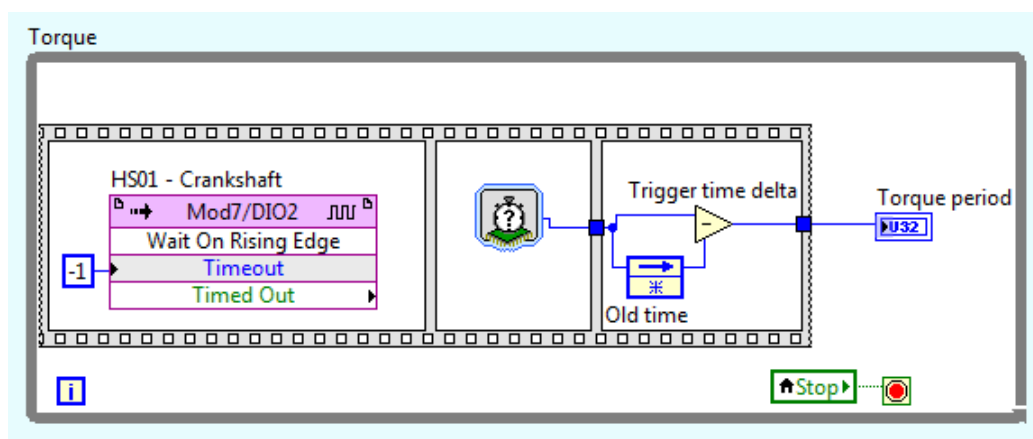 Torque
HS01 - Crankshaft
Mod7/DIO2
Wait On Rising Edge
-1
Timeout
Timed Out
?
Trigger time delta
-
Old time
Torque period
U32
i
Stop